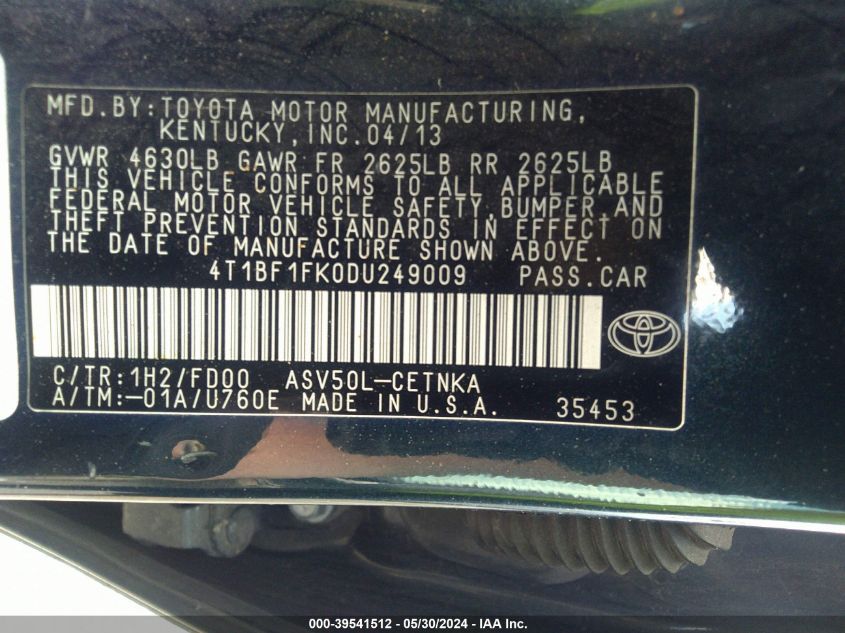 MFD.BY:TOYOTA MOTOR MANUFACTURING,
KENTUCKY,INC.04/13
GVWR 4630LB GAWR FR 2625LB RR 2625LB
THIS VEHICLE CONFORMS TO ALL APPLICABLE
FEDERAL MOTOR VEHICLE SAFETY,BUMPER,AND
THEFT PREVENTION STANDARDS IN EFFECT ON
THE DATE OF MANUFACTURE SHOWN ABOVE.
4T1BF1FK0DU249009 PASS.CAR
C/TR:1H2/FD00 ASV50L-CETNKA
A/TM:-01A/U760E MADE IN U.S.A. 35453
000-39541512 - 05/30/2024 - IAA Inc.